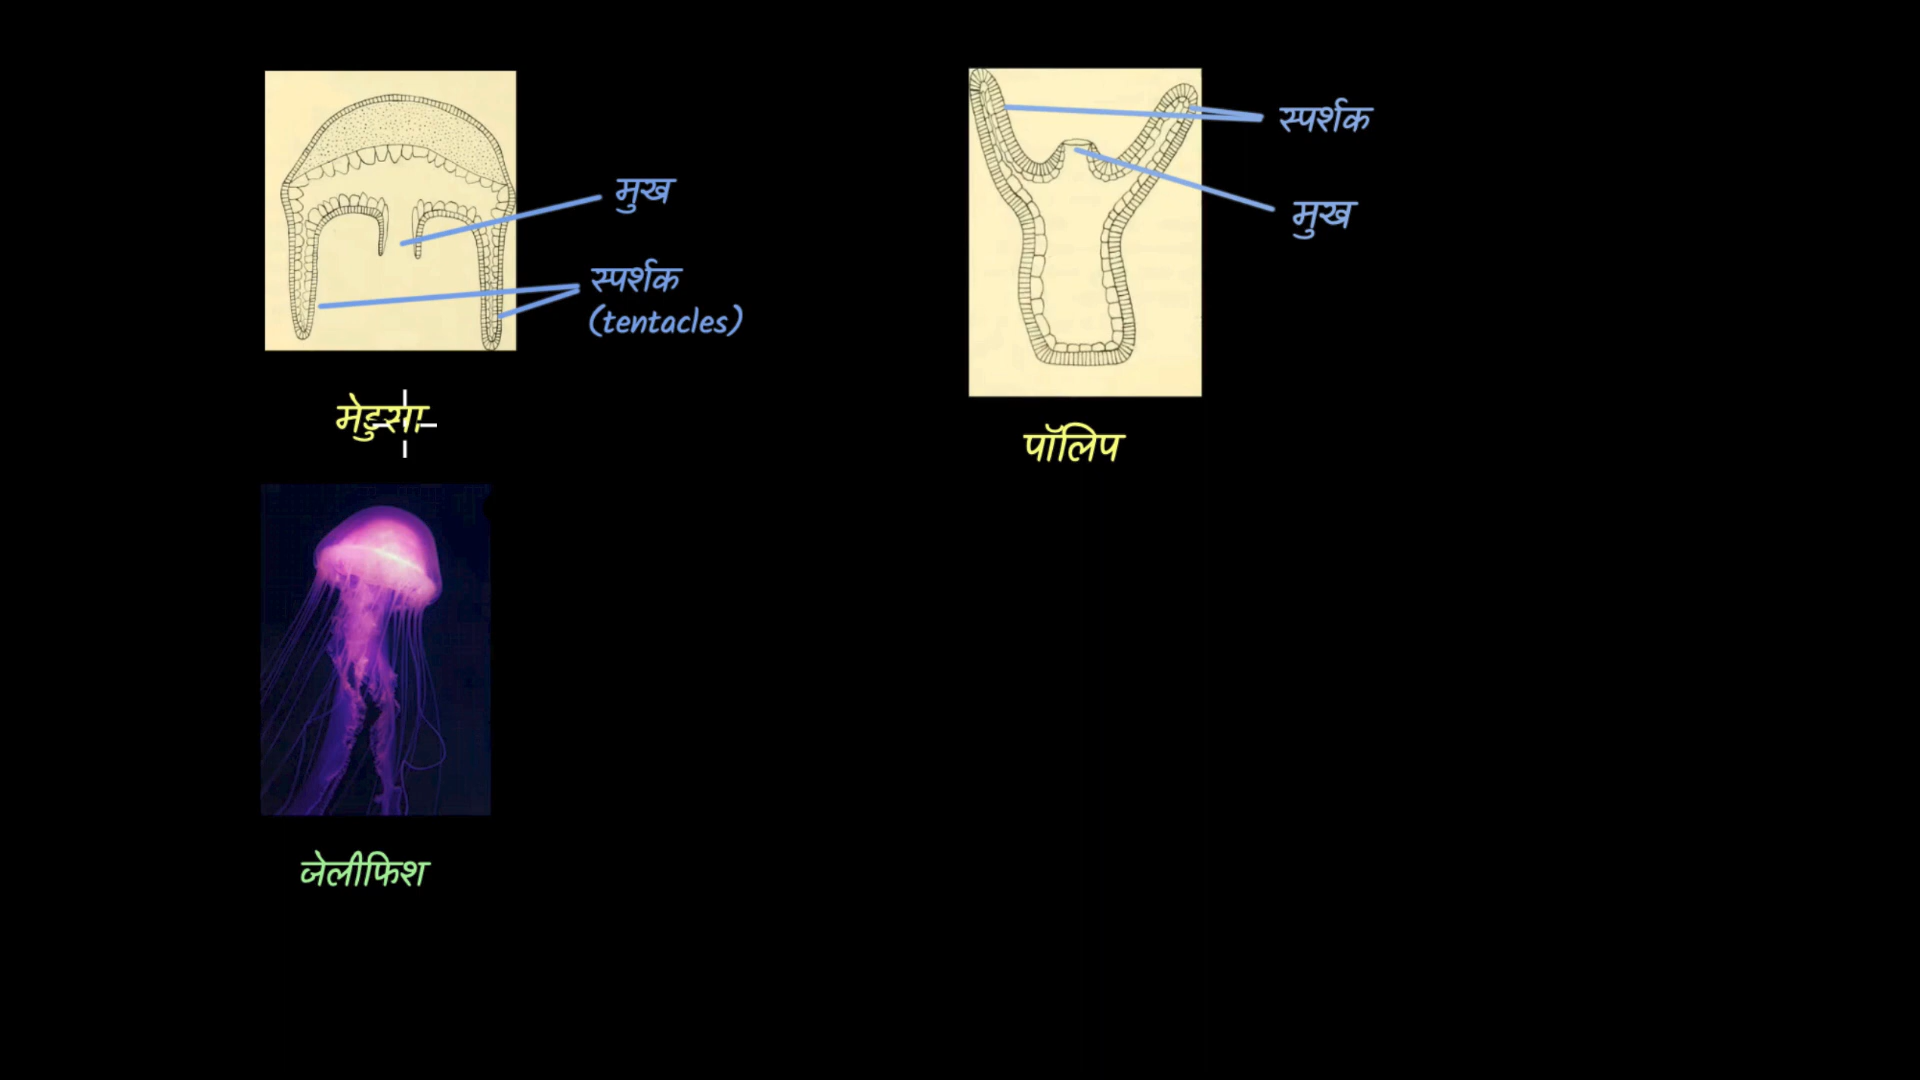 मुख
स्पर्शक
(tentacles)
मेडुसा
जेलीफिश
स्पर्शक
मुख
पॉलिप